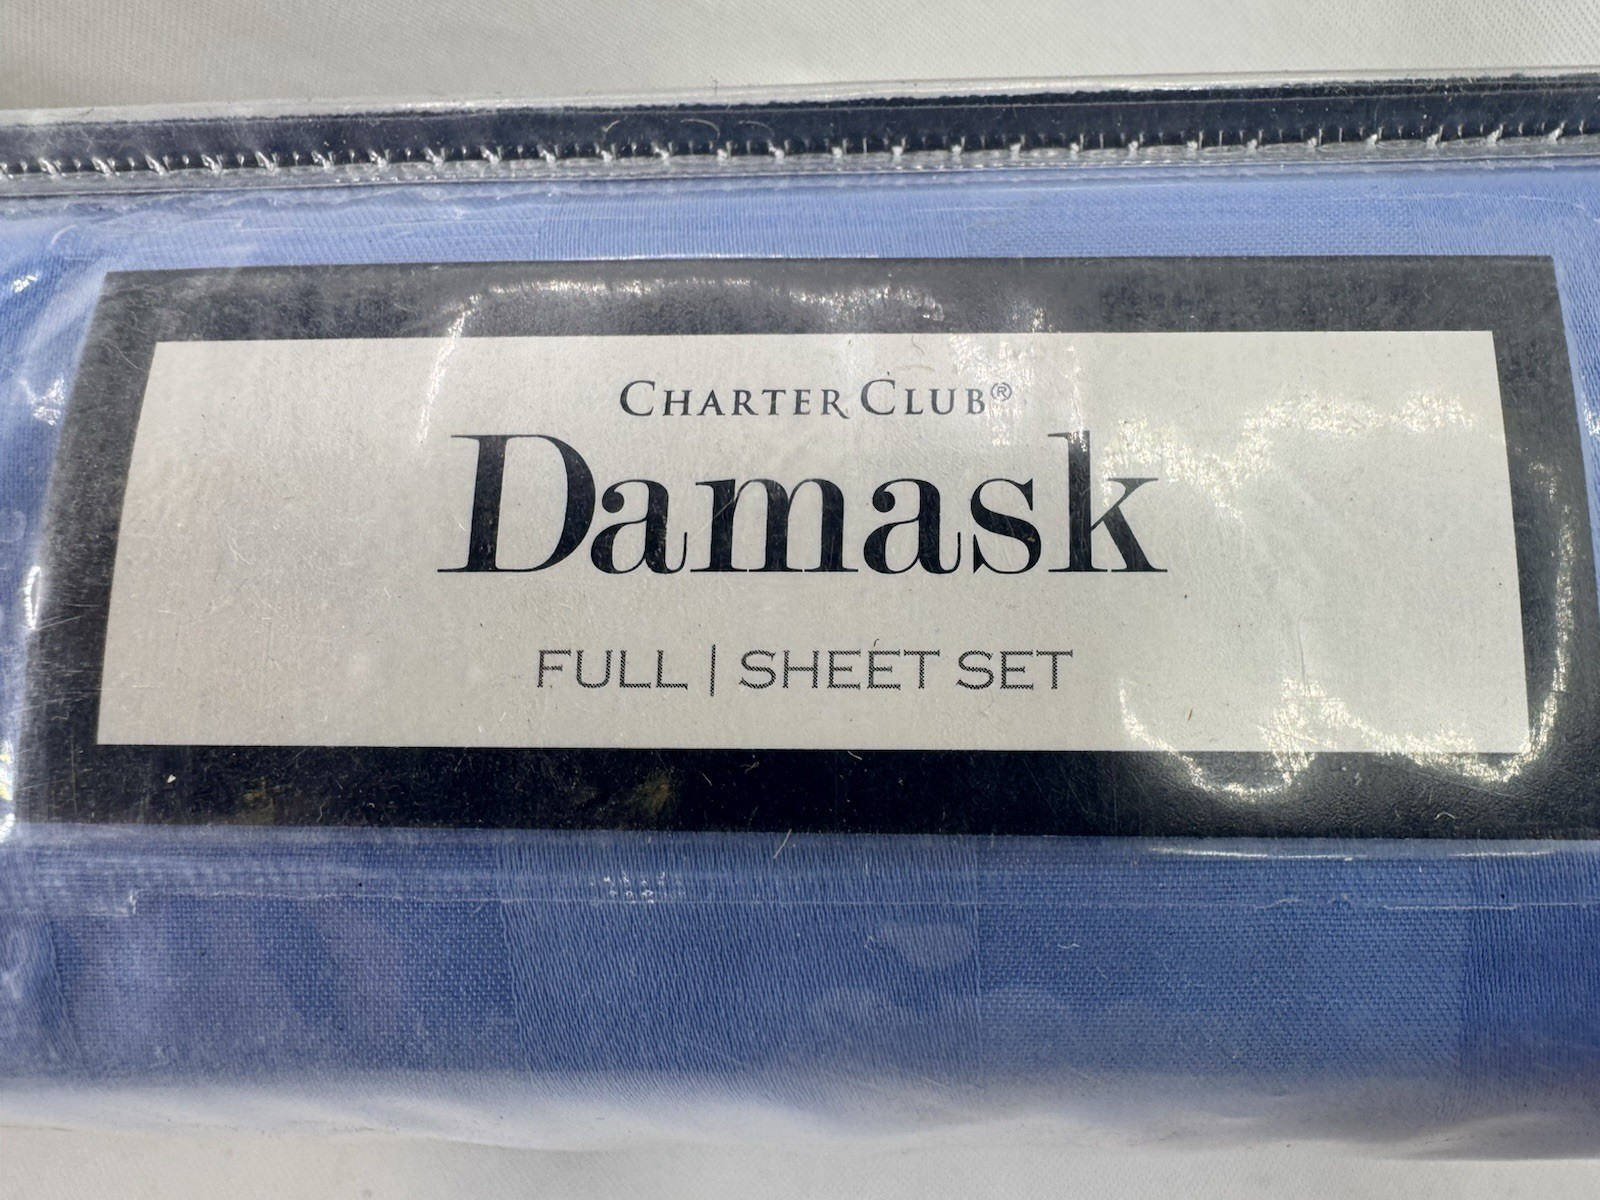 CHARTER CLUB®
Damask
FULL | SHEET SET